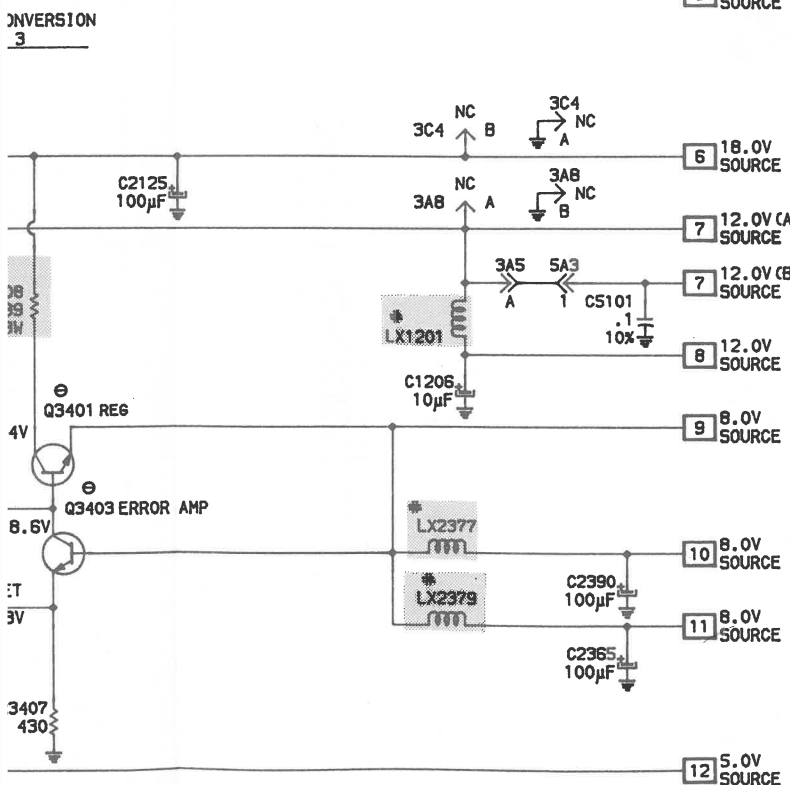 SOURCE
ONVERSION
3
3C4
NC
B
3C4
NC
A
6
18.0V
SOURCE
C2125
+
100µF
3A8
NC
A
3A8
NC
B
7
12.0V (A
SOURCE
3A5
A
5A3
1
7
12.0V (B
SOURCE
C5101
.1
10%
*
LX1201
8
12.0V
SOURCE
C1206
+
10µF
Q3401 REG
4V
9
8.0V
SOURCE
Q3403 ERROR AMP
8.6V
*
LX2377
10
8.0V
SOURCE
C2390
+
100µF
*
LX2379
11
8.0V
SOURCE
C2365
+
100µF
ET
3V
3407
430
12
5.0V
SOURCE